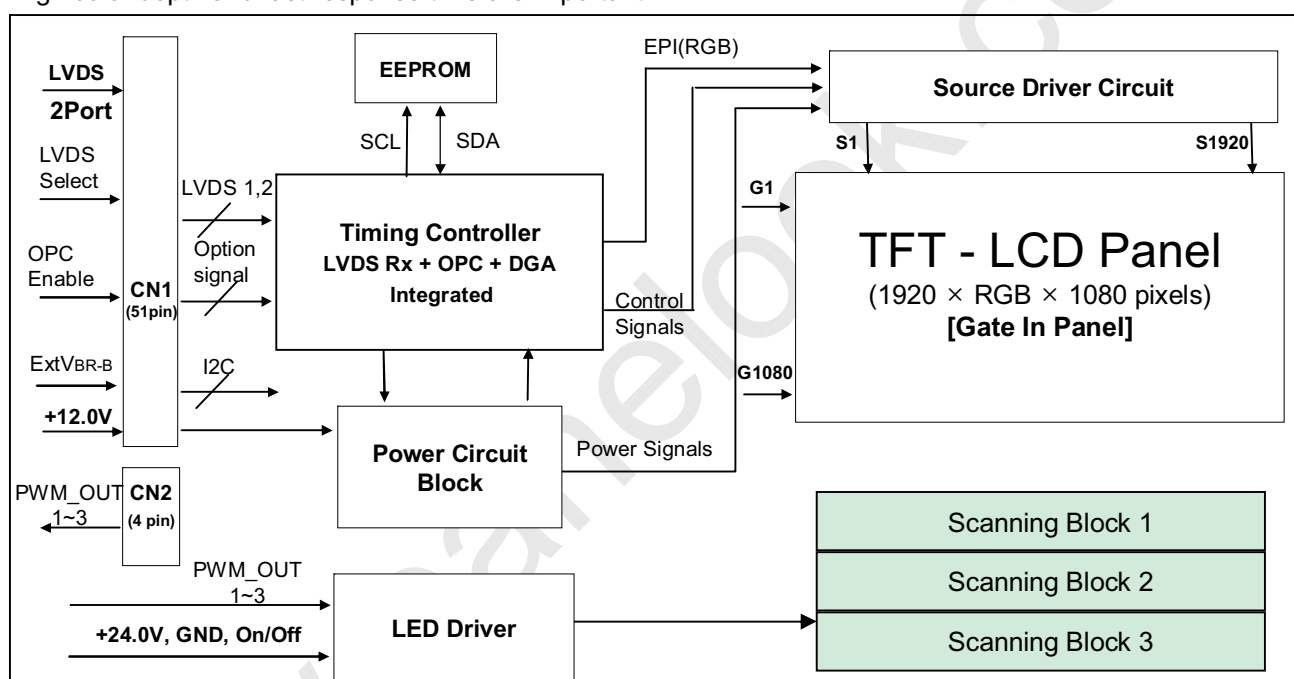 LVDS
2Port
LVDS
Select
OPC
Enable
ExtVBR-B
+12.0V
CN1
(51pin)
LVDS 1,2
Option
signal
I2C
EEPROM
SCL
SDA
Timing Controller
LVDS Rx + OPC + DGA
Integrated
Power Circuit
Block
EPI(RGB)
Control
Signals
Power Signals
Source Driver Circuit
S1
S1920
G1
G1080
TFT - LCD Panel
(1920 × RGB × 1080 pixels)
[Gate In Panel]
PWM_OUT
1~3
CN2
(4 pin)
PWM_OUT
1~3
+24.0V, GND, On/Off
LED Driver
Scanning Block 1
Scanning Block 2
Scanning Block 3